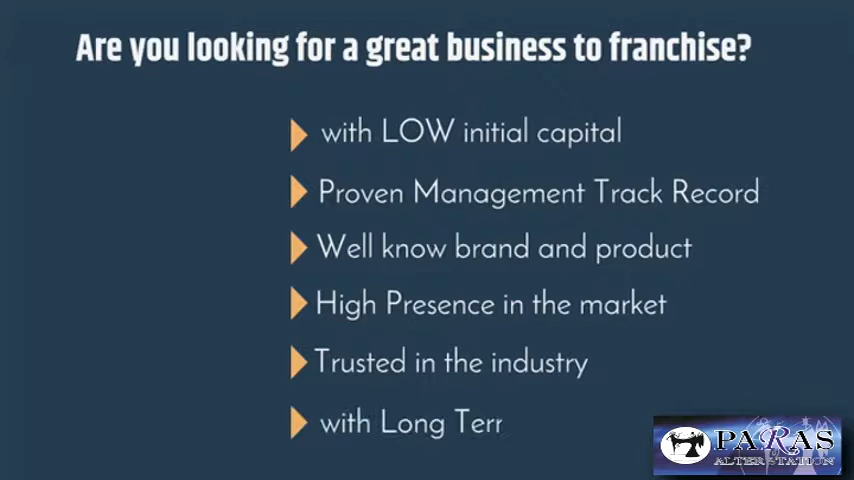 Are you looking for a great business to franchise?
with LOW initial capital
Proven Management Track Record
Well know brand and product
High Presence in the market
Trusted in the industry
with Long Terr
PARAS
ALTER STATION